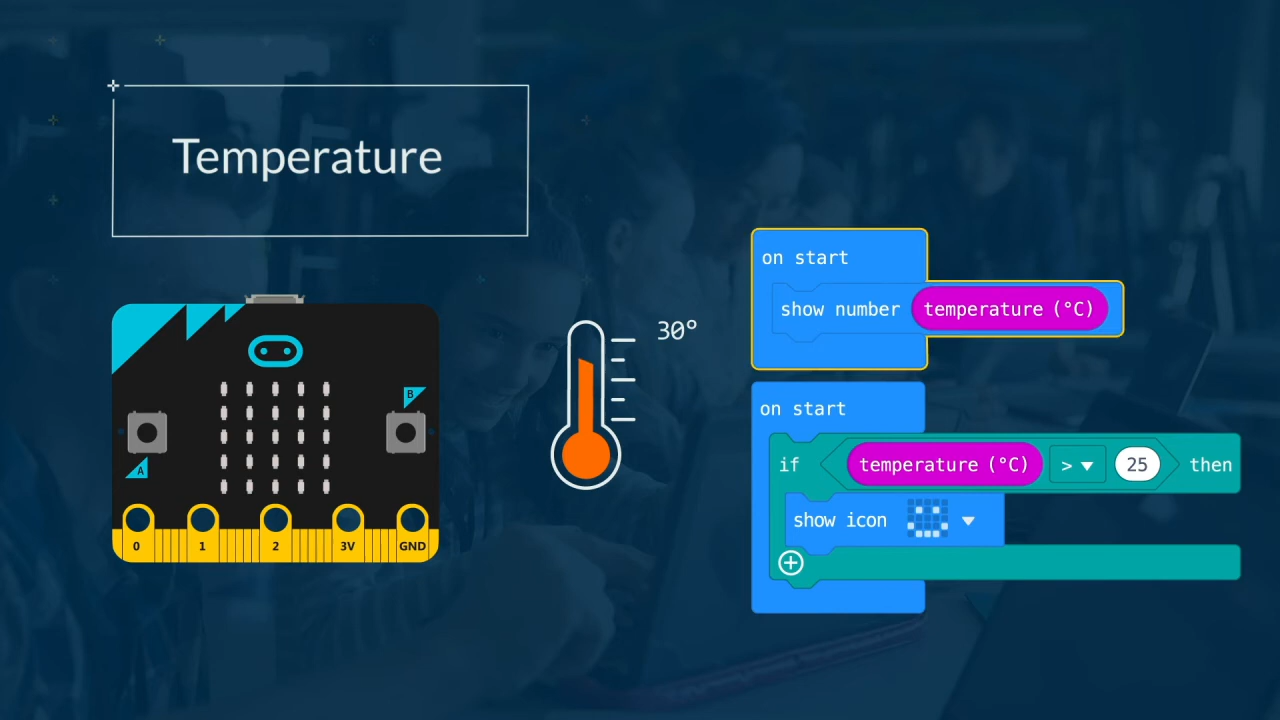 Temperature
B
A
0 1 2 3V GND
30°
on start
show number temperature (°C)
on start
if temperature (°C) > 25 then
show icon